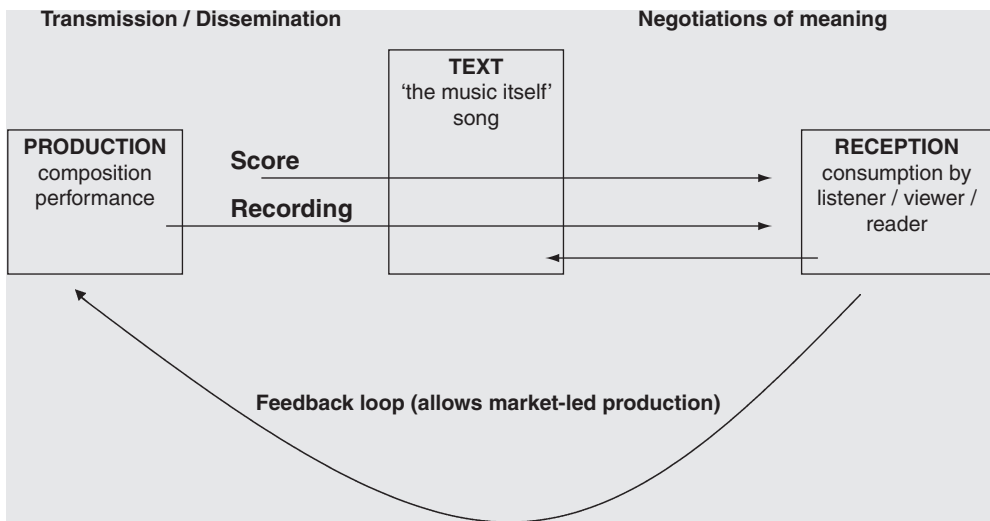 Transmission / Dissemination
Negotiations of meaning
TEXT
‘the music itself’
song
PRODUCTION
composition
performance
Score
Recording
RECEPTION
consumption by
listener / viewer /
reader
Feedback loop (allows market-led production)